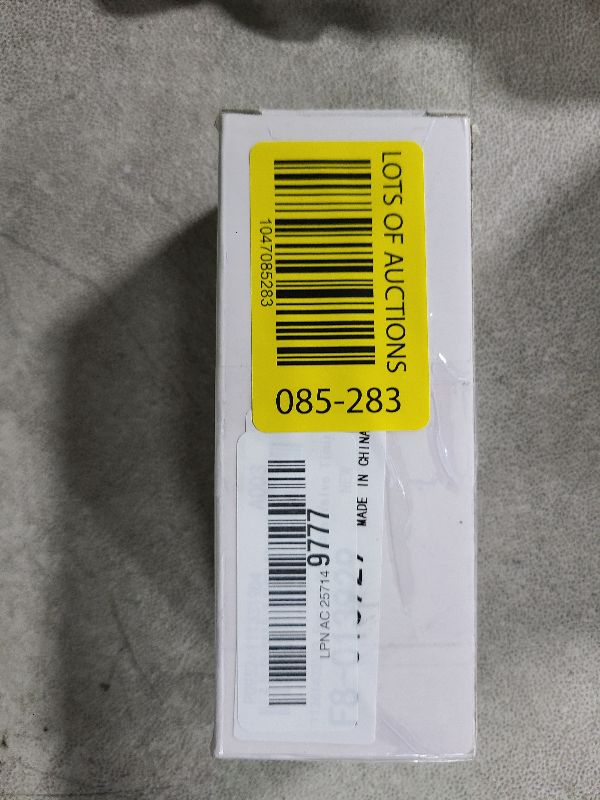 LOTS OF AUCTIONS
1047085283
085-283
MADE IN CHINA
LPN AC 25714 9777